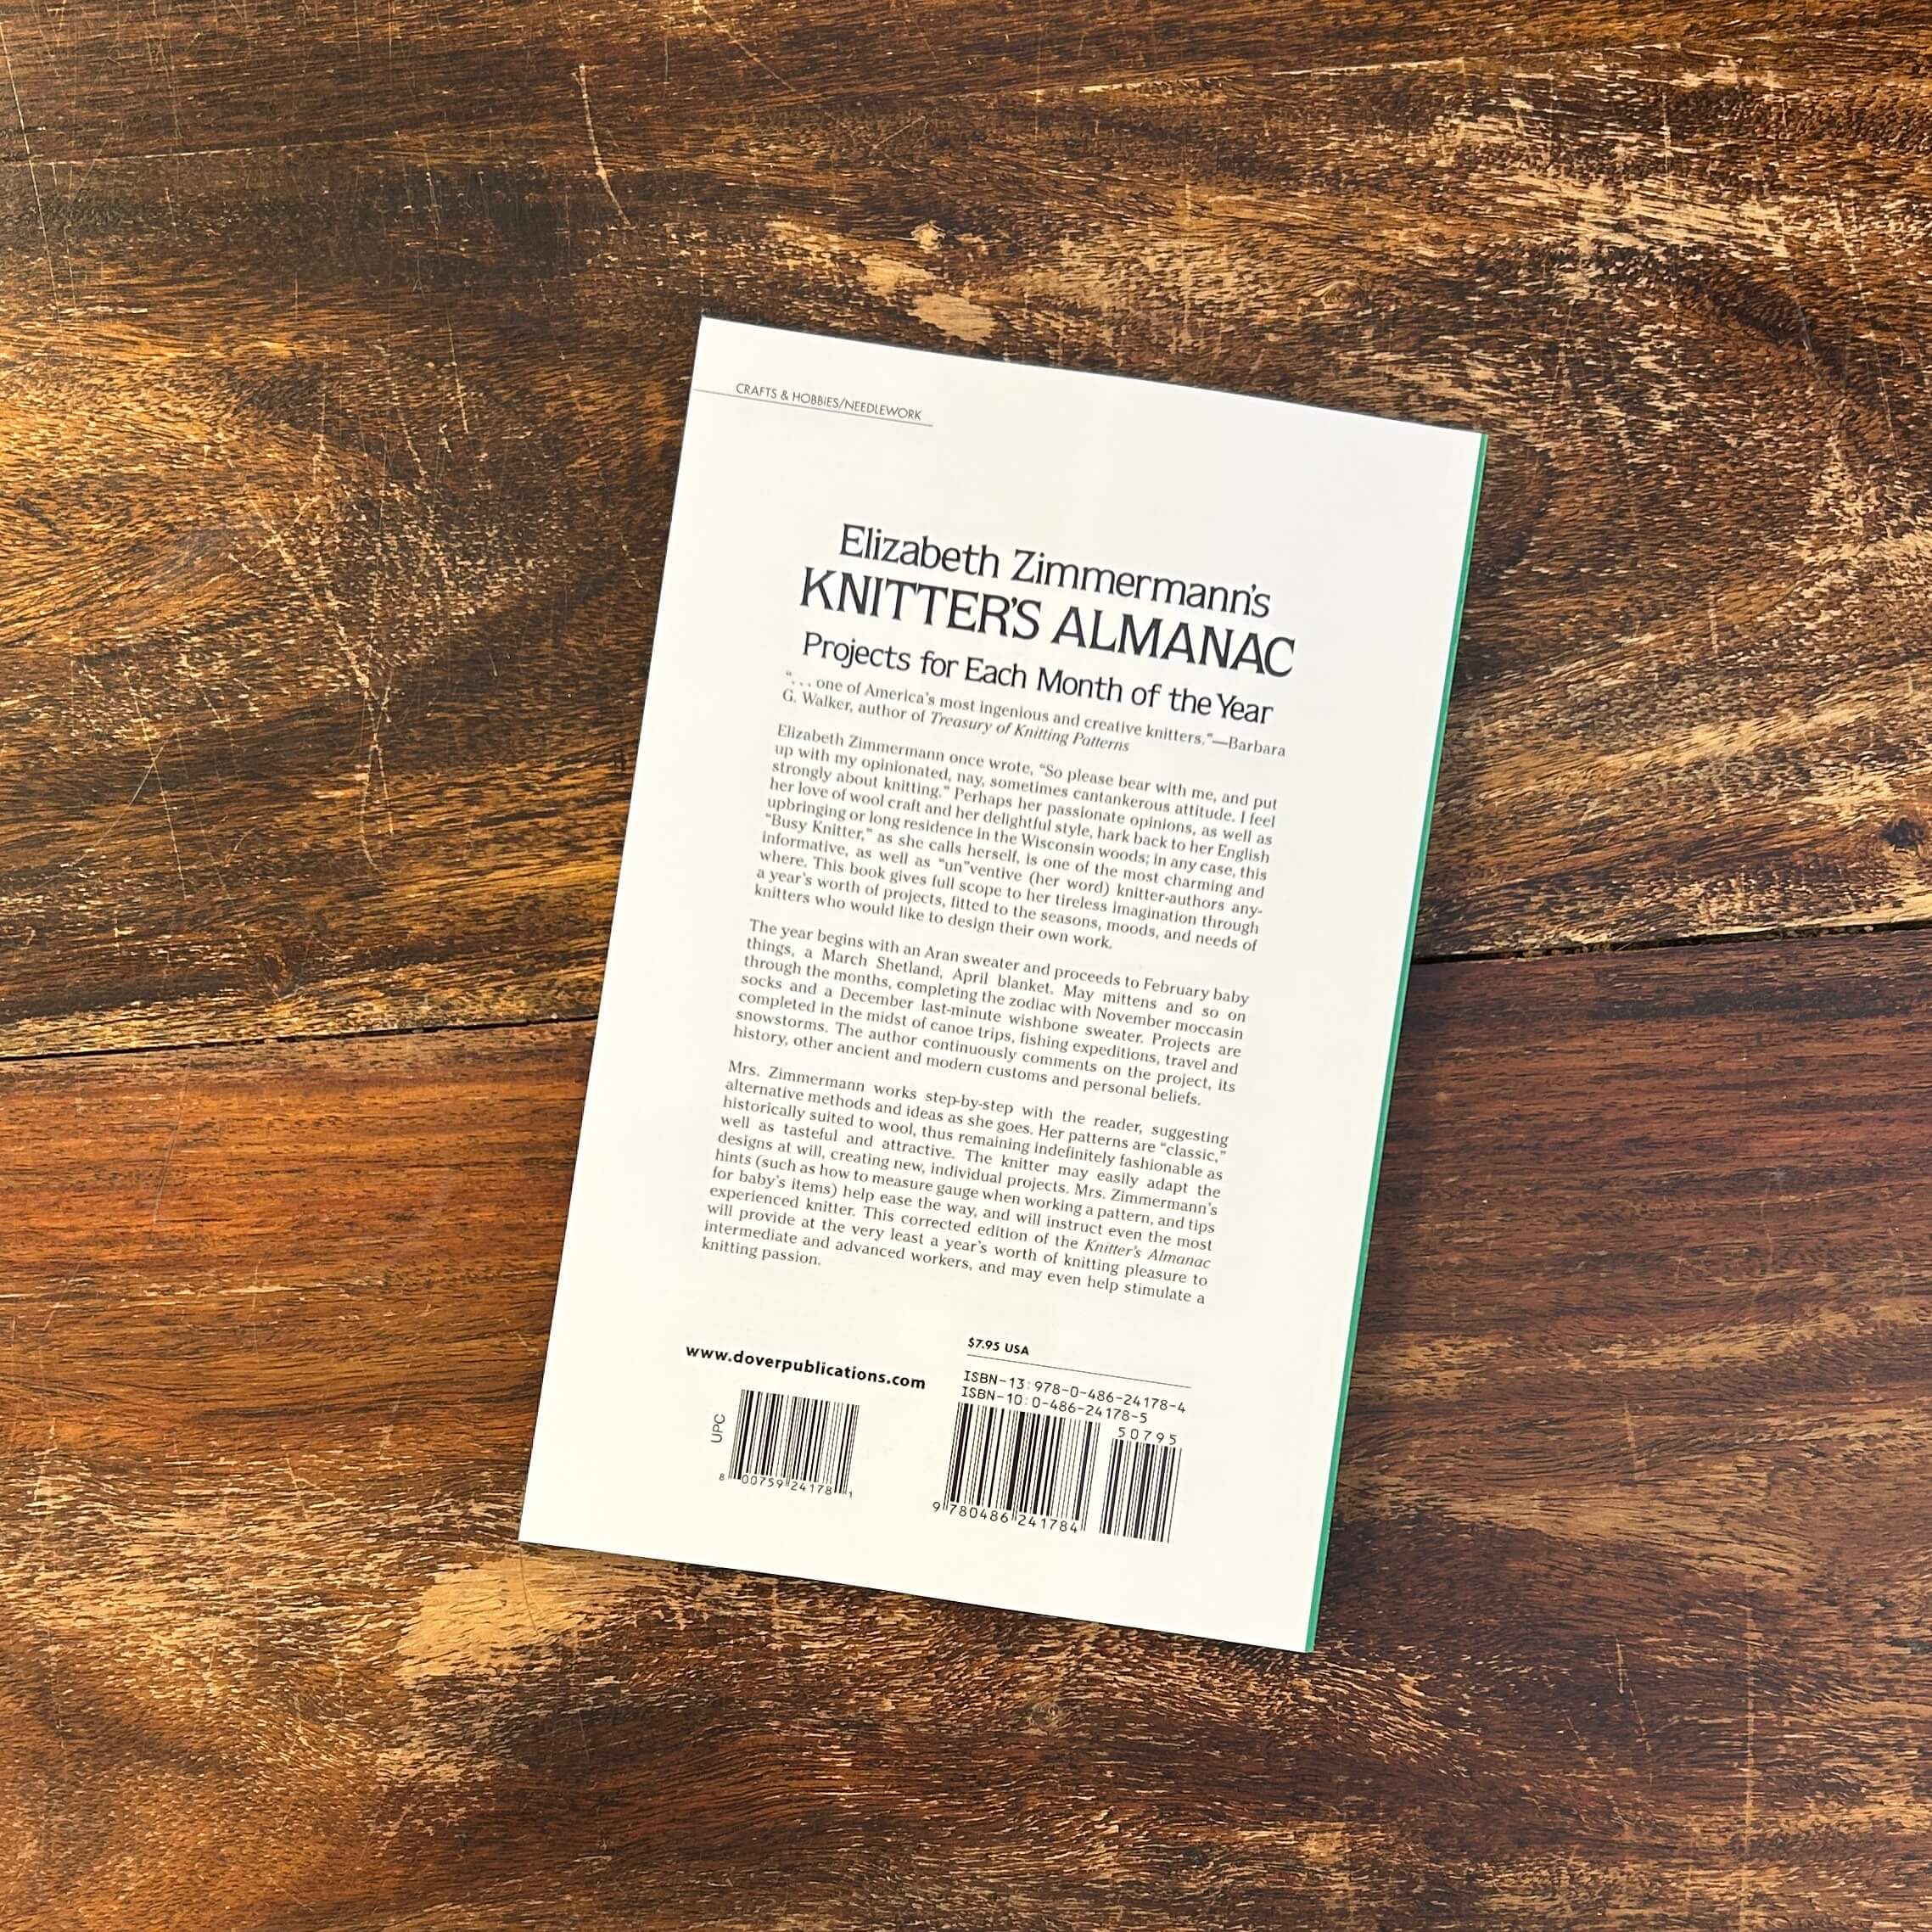 CRAFTS & HOBBIES/NEEDLEWORK
Elizabeth Zimmermann's
KNITTER'S ALMANAC
Projects for Each Month of the Year
“. . . one of America's most ingenious and creative knitters.”—Barbara
G. Walker, author of Treasury of Knitting Patterns
Elizabeth Zimmermann once wrote, “So please bear with me, and put
up with my opinionated, nay, sometimes cantankerous attitude. I feel
strongly about knitting.” Perhaps her passionate opinions, as well as
her love of wool craft and her delightful style, hark back to her English
upbringing or long residence in the Wisconsin woods; in any case, this
“Busy Knitter,” as she calls herself, is one of the most charming and
informative, as well as “un”ventive (her word) knitter-authors any-
where. This book gives full scope to her tireless imagination through
a year's worth of projects, fitted to the seasons, moods, and needs of
knitters who would like to design their own work.
The year begins with an Aran sweater and proceeds to February baby
things, a March Shetland, April blanket. May mittens and so on
through the months, completing the zodiac with November moccasin
socks and a December last-minute wishbone sweater. Projects are
completed in the midst of canoe trips, fishing expeditions, travel and
snowstorms. The author continuously comments on the project, its
history, other ancient and modern customs and personal beliefs.
Mrs. Zimmermann works step-by-step with the reader, suggesting
alternative methods and ideas as she goes. Her patterns are “classic,”
historically suited to wool, thus remaining indefinitely fashionable as
well as tasteful and attractive. The knitter may easily adapt the
designs at will, creating new, individual projects. Mrs. Zimmermann's
hints (such as how to measure gauge when working a pattern, and tips
for baby's items) help ease the way, and will instruct even the most
experienced knitter. This corrected edition of the Knitter's Almanac
will provide at the very least a year's worth of knitting pleasure to
intermediate and advanced workers, and may even help stimulate a
knitting passion.
www.doverpublications.com
UPC
8 00759 24178 1
$7.95 USA
ISBN-13: 978-0-486-24178-4
ISBN-10: 0-486-24178-5
50795
9 780486 241784